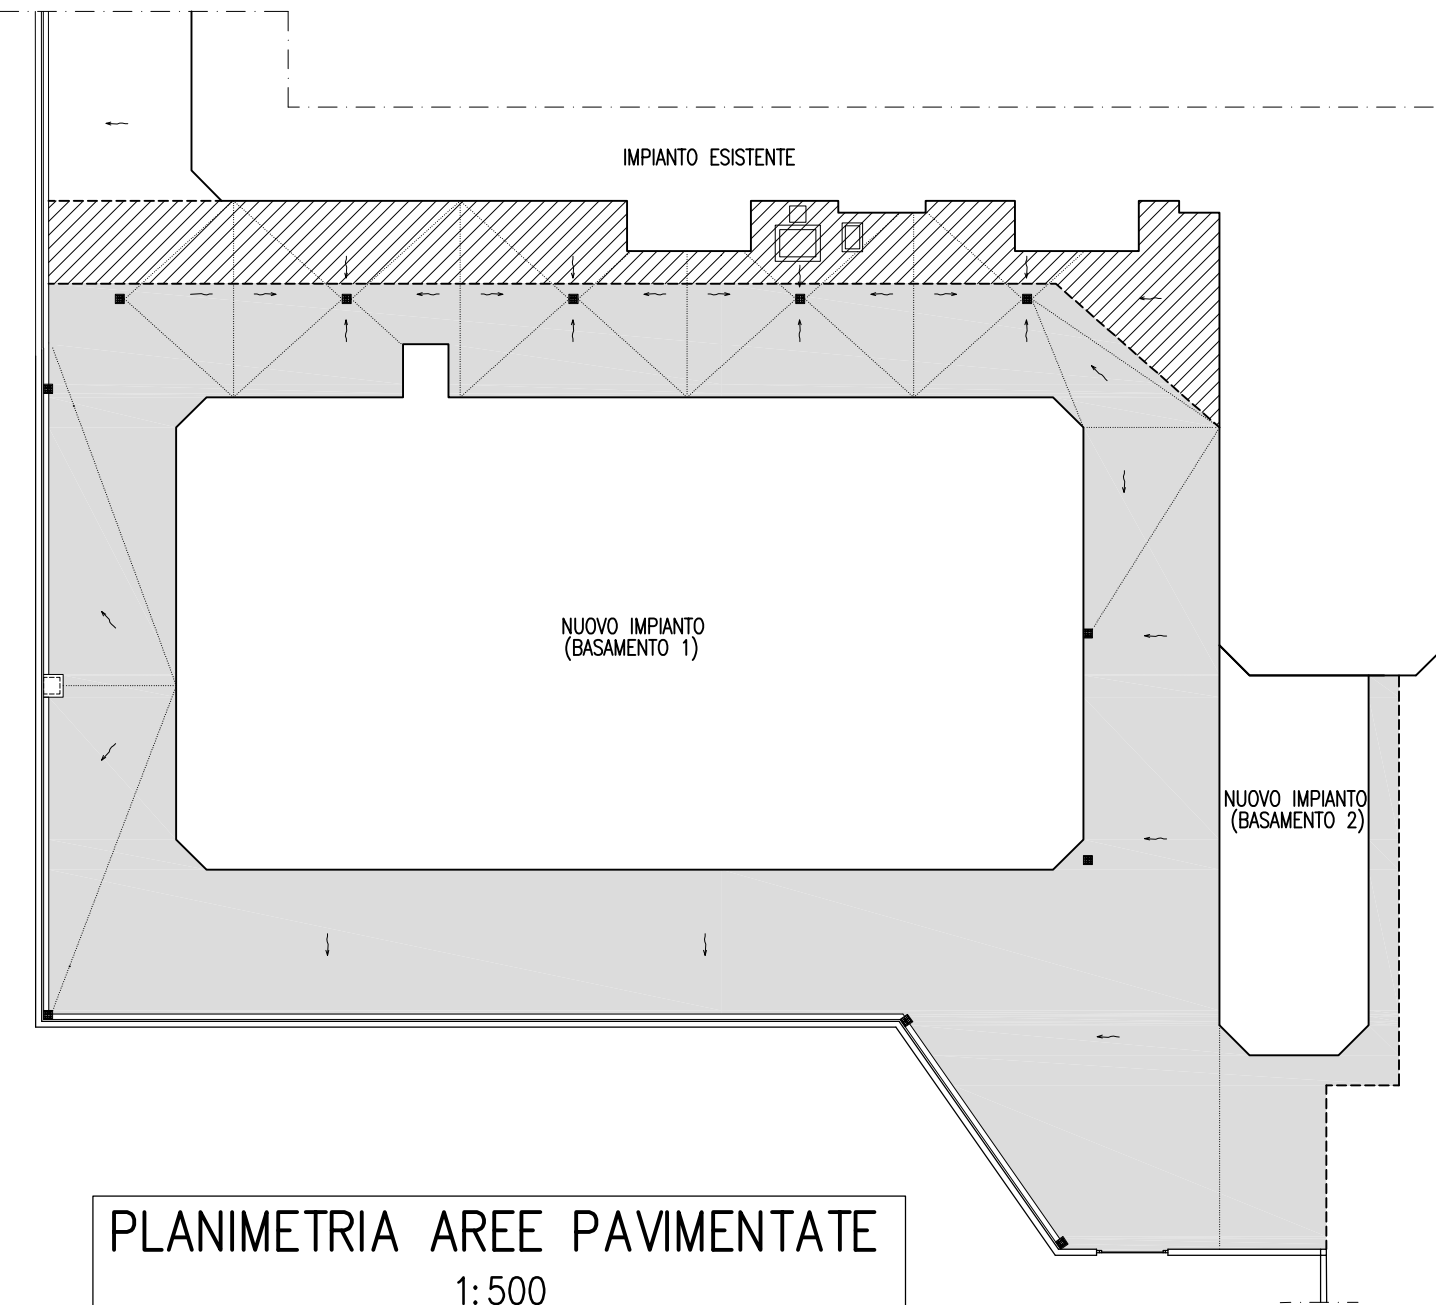 IMPIANTO ESISTENTE
NUOVO IMPIANTO
(BASAMENTO 1)
NUOVO IMPIANTO
(BASAMENTO 2)
PLANIMETRIA AREE PAVIMENTATE
1:500